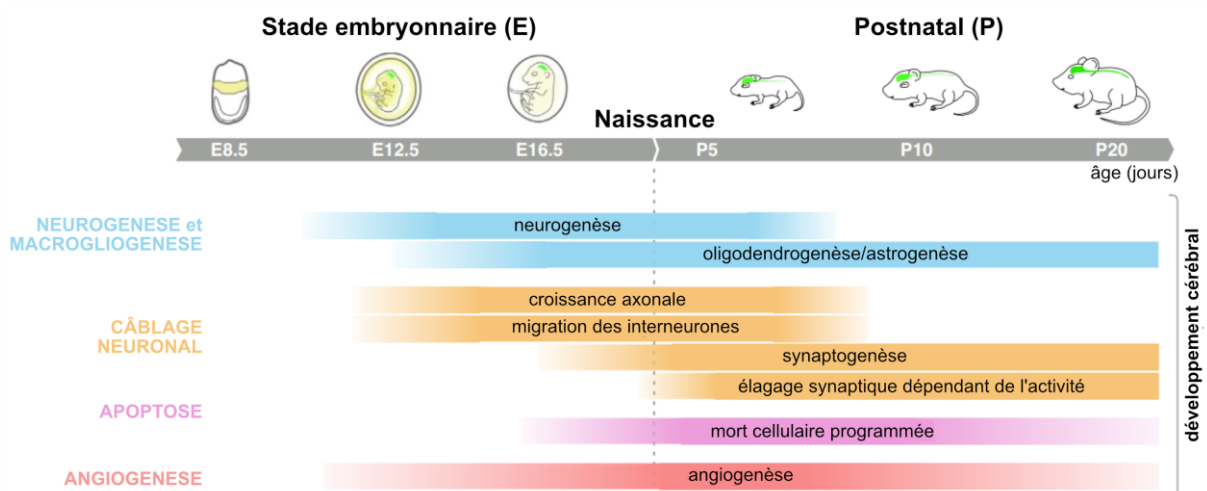 Stade embryonnaire (E)
Postnatal (P)
Naissance
E8.5
E12.5
E16.5
P5
P10
P20
âge (jours)
NEUROGENESE et
MACROGLIOGENESE
neurogenèse
oligodendrogenèse/astrogenèse
CÂBLAGE
NEURONAL
croissance axonale
migration des interneurones
synaptogenèse
élagage synaptique dépendant de l'activité
APOPTOSE
mort cellulaire programmée
ANGIOGENESE
angiogenèse
développement cérébral